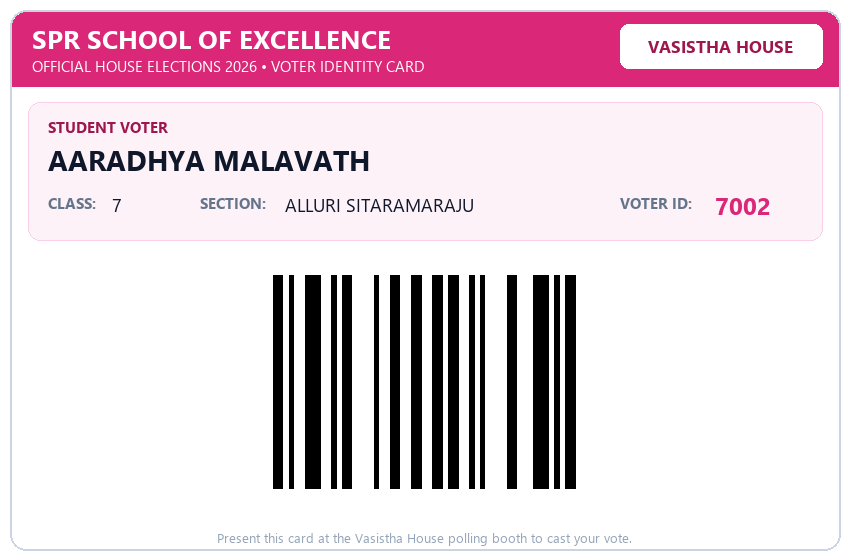 SPR SCHOOL OF EXCELLENCE
OFFICIAL HOUSE ELECTIONS 2026 • VOTER IDENTITY CARD
VASISTHA HOUSE
STUDENT VOTER
AARADHYA MALAVATH
CLASS: 7 SECTION: ALLURI SITARAMARAJU VOTER ID: 7002
Present this card at the Vasistha House polling booth to cast your vote.